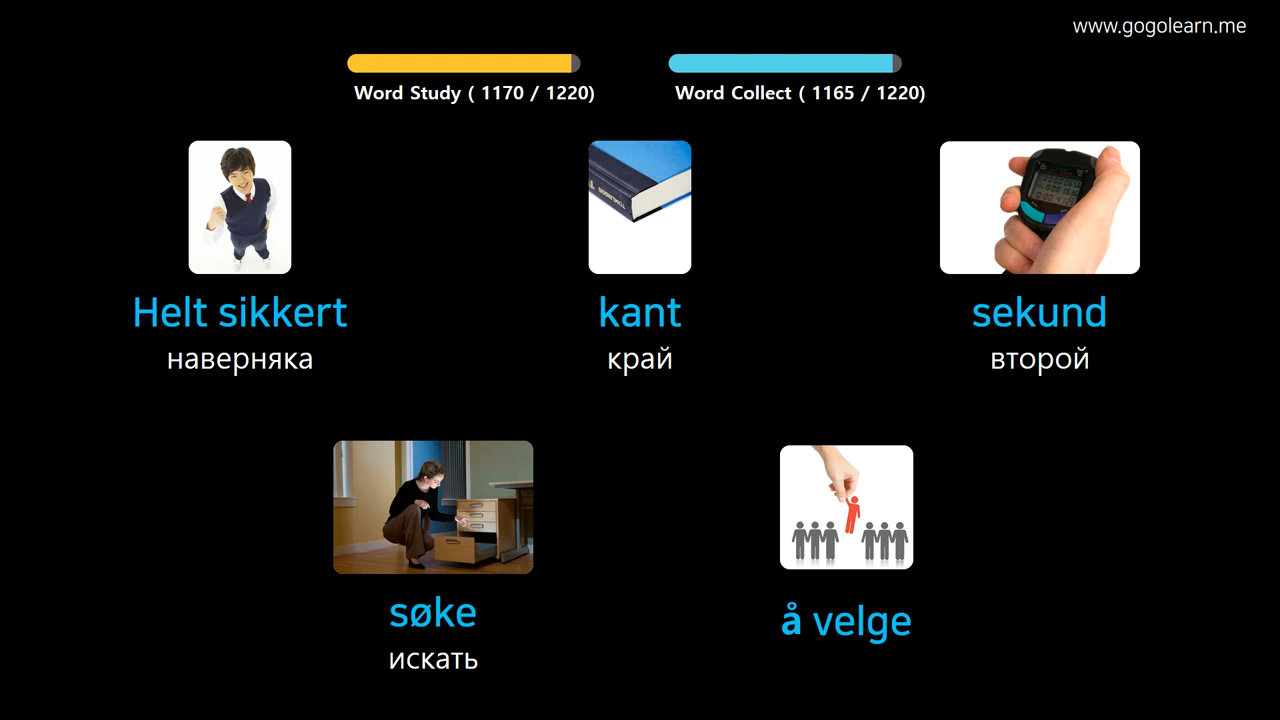 www.gogolearn.me
Word Study ( 1170 / 1220)
Word Collect ( 1165 / 1220)
TOMLINSON
Helt sikkert
kant
sekund
наверняка
край
второй
søke
å velge
искать